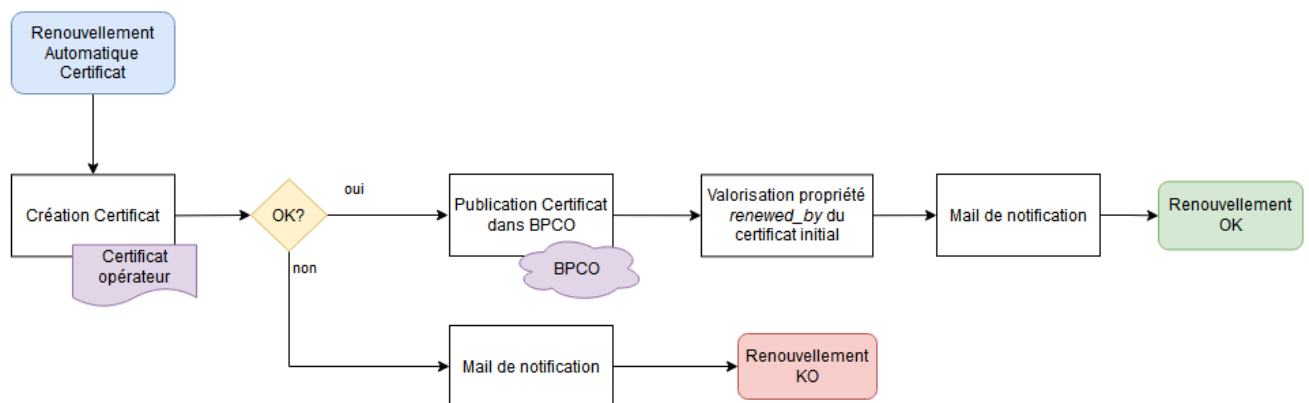 Renouvellement
Automatique
Certificat
Création Certificat
Certificat
opérateur
OK?
oui
non
Publication Certificat
dans BPCO
BPCO
Valorisation propriété
renewed_by du
certificat initial
Mail de notification
Renouvellement
OK
Mail de notification
Renouvellement
KO